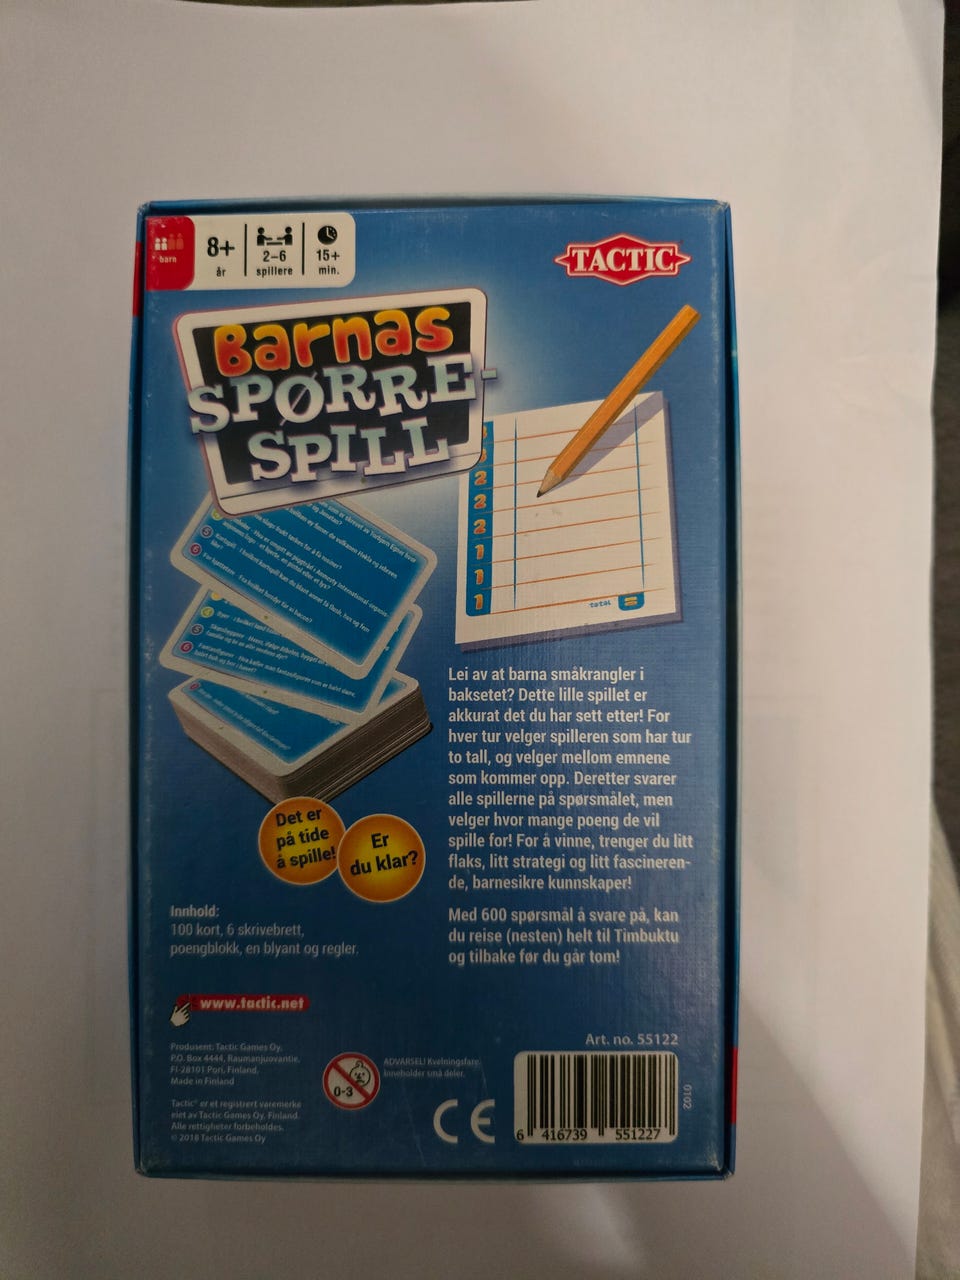 barn
8+
år
2-6
spillere
15+
min.
TACTIC
Barnas
SPØRRE-
SPILL
2
2
2
1
1
1
total
Lei av at barna småkrangler i
baksetet? Dette lille spillet er
akkurat det du har sett etter! For
hver tur velger spilleren som har tur
to tall, og velger mellom emnene
som kommer opp. Deretter svarer
alle spillerne på spørsmålet, men
velger hvor mange poeng de vil
spille for! For å vinne, trenger du litt
flaks, litt strategi og litt fascineren-
de, barnesikre kunnskaper!
Med 600 spørsmål å svare på, kan
du reise (nesten) helt til Timbuktu
og tilbake før du går tom!
Det er
på tide
å spille!
Er
du klar?
Innhold:
100 kort, 6 skrivebrett,
poengblokk, en blyant og regler.
www.tactic.net
Produsent: Tactic Games Oy.
P.O. Box 4444, Raumanjuovantie,
FI-28101 Pori, Finland.
Made in Finland
Tactic® er et registrert varemerke
eiet av Tactic Games Oy, Finland.
Alle rettigheter forbeholdes.
© 2018 Tactic Games Oy
0-3
ADVARSEL! Kvelningsfare.
Inneholder små deler.
CE
Art. no. 55122
6 416739 551227
0102